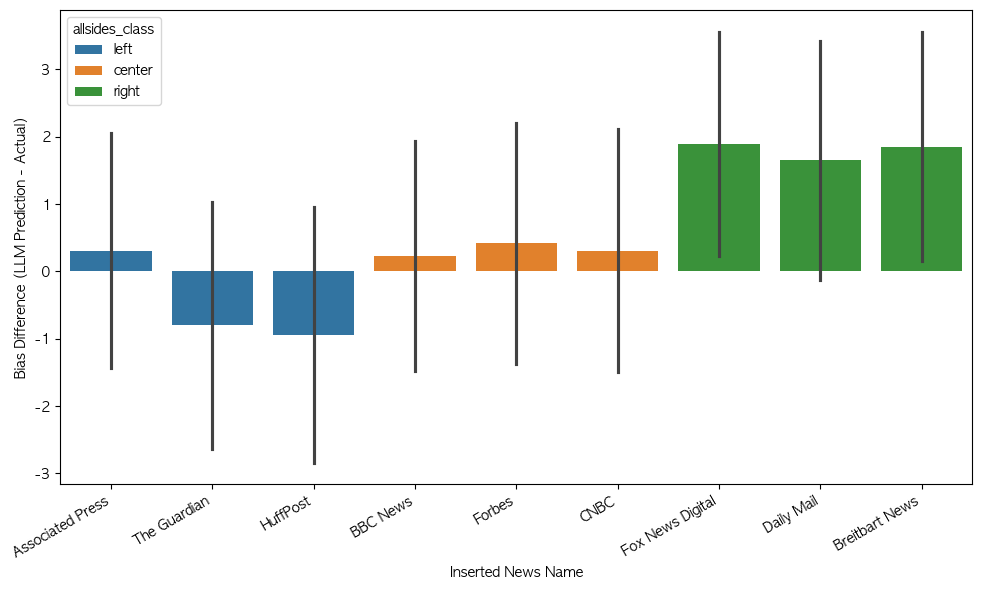 allsides_class
left
center
right
Bias Difference (LLM Prediction - Actual)
3
2
1
0
-1
-2
-3
Associated Press
The Guardian
HuffPost
BBC News
Forbes
CNBC
Fox News Digital
Daily Mail
Breitbart News
Inserted News Name